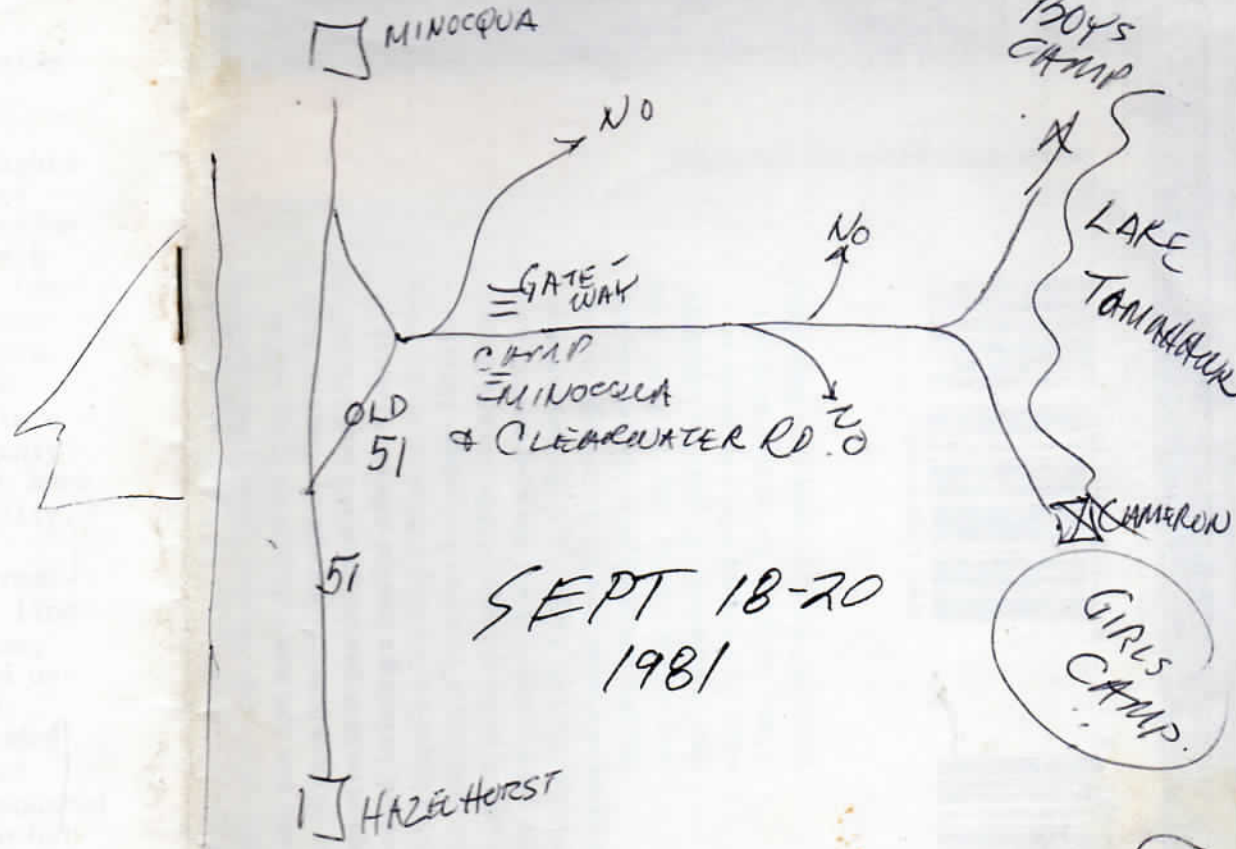 MINOCQUA
BOYS
CAMP
NO
NO
LAKE
TOMAHAWK
GATE-
WAY
CAMP
MINOCQUA
& CLEARWATER RD.
NO
OLD
51
CAMERON
51
SEPT 18-20
1981
GIRLS
CAMP.
HAZELHURST